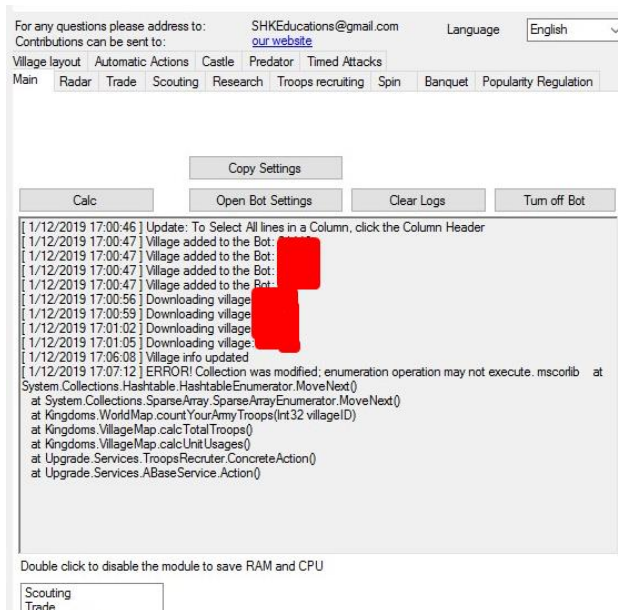 For any questions please address to: SHKEducations@gmail.com Language English
Contributions can be sent to: our website
Village layout Automatic Actions Castle Predator Timed Attacks
Main Radar Trade Scouting Research Troops recruiting Spin Banquet Popularity Regulation
Copy Settings
Calc Open Bot Settings Clear Logs Turn off Bot
[ 1/12/2019 17:00:46 ] Update: To Select All lines in a Column, click the Column Header
[ 1/12/2019 17:00:47 ] Village added to the Bot:
[ 1/12/2019 17:00:47 ] Village added to the Bot:
[ 1/12/2019 17:00:47 ] Village added to the Bot:
[ 1/12/2019 17:00:47 ] Village added to the Bot:
[ 1/12/2019 17:00:56 ] Downloading village
[ 1/12/2019 17:00:59 ] Downloading village
[ 1/12/2019 17:01:02 ] Downloading village
[ 1/12/2019 17:01:05 ] Downloading village:
[ 1/12/2019 17:06:08 ] Village info updated
[ 1/12/2019 17:07:12 ] ERROR! Collection was modified; enumeration operation may not execute. mscorlib at
System.Collections.Hashtable.HashtableEnumerator.MoveNext()
at System.Collections.SparseArray.SparseArrayEnumerator.MoveNext()
at Kingdoms.WorldMap.countYourArmyTroops(Int32 villageID)
at Kingdoms.VillageMap.calcTotalTroops()
at Kingdoms.VillageMap.calcUnitUsages()
at Upgrade.Services.TroopsRecruter.ConcreteAction()
at Upgrade.Services.ABaseService.Action()
Double click to disable the module to save RAM and CPU
Scouting
Trade